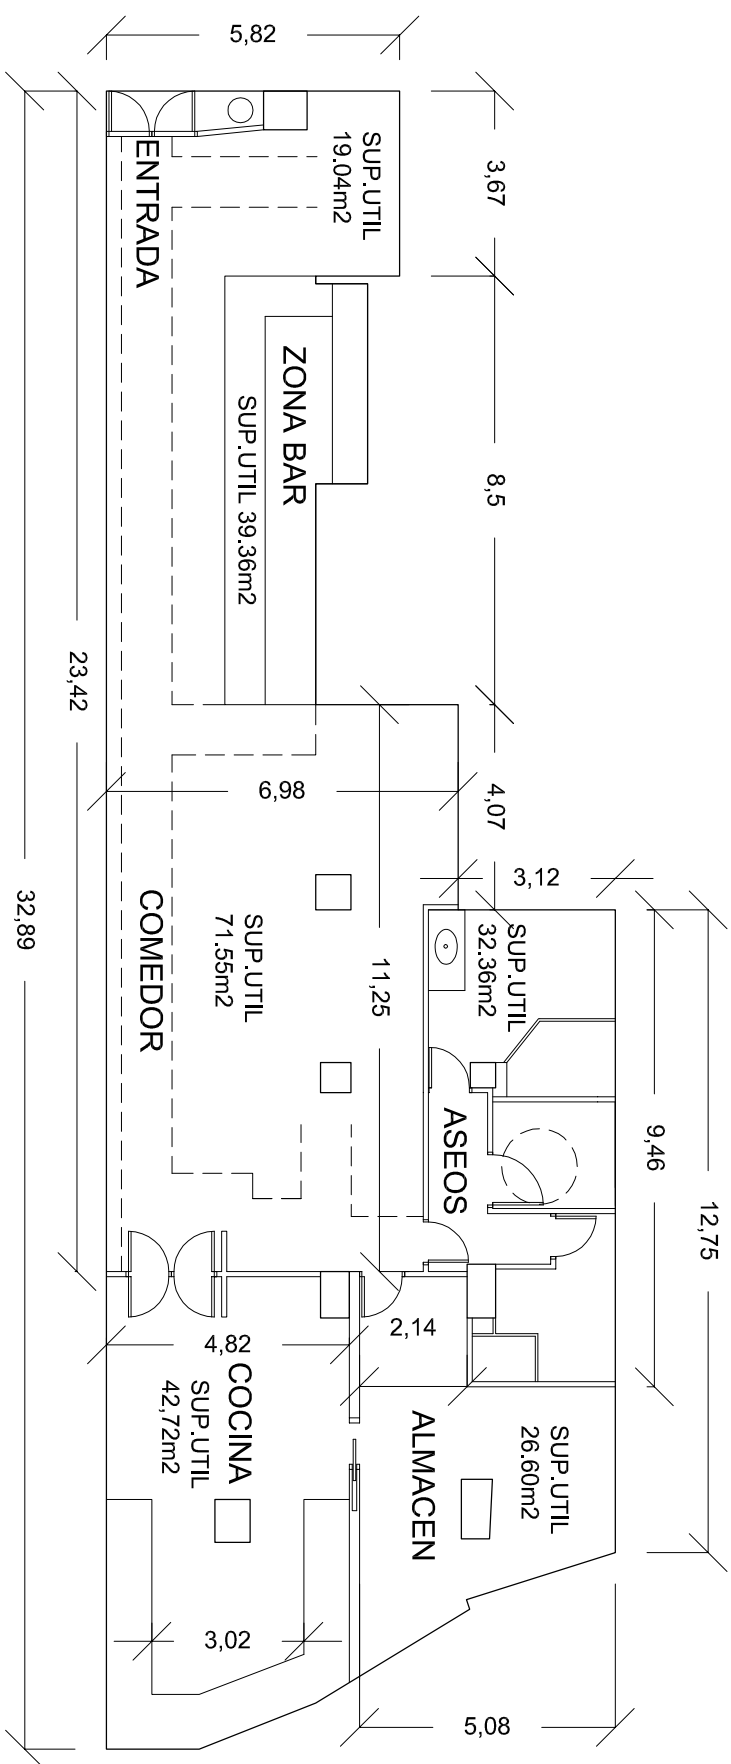 5,82
3,67
SUP.UTIL
19.04m2
ENTRADA
ZONA BAR
SUP.UTIL 39.36m2
8,5
23,42
32,89
6,98
4,07
3,12
11,25
COMEDOR
SUP.UTIL
71.55m2
SUP.UTIL
32.36m2
ASEOS
9,46
12,75
4,82
2,14
COCINA
SUP.UTIL
42,72m2
ALMACEN
SUP.UTIL
26.60m2
3,02
5,08